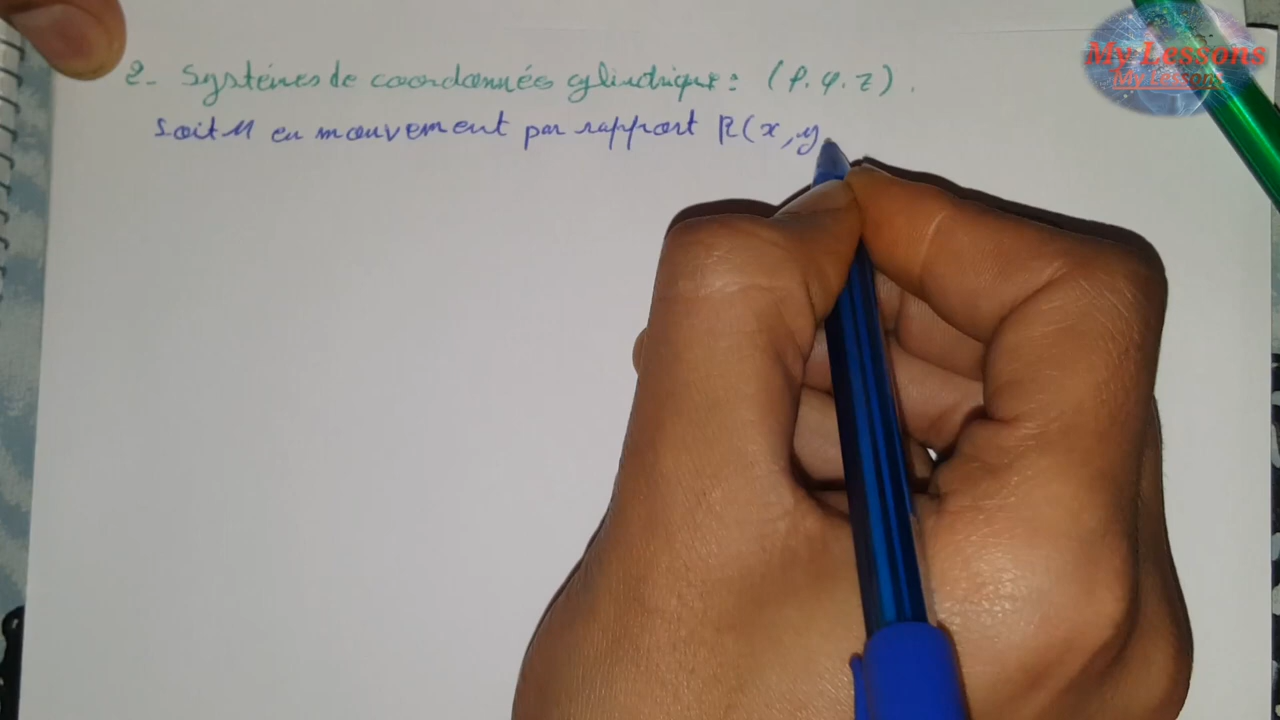 My Lessons
My Lessons
2- Systémes de coordonnées cylindrique : (ρ.φ.z).
Soit M en mouvement par rapport R(x,y